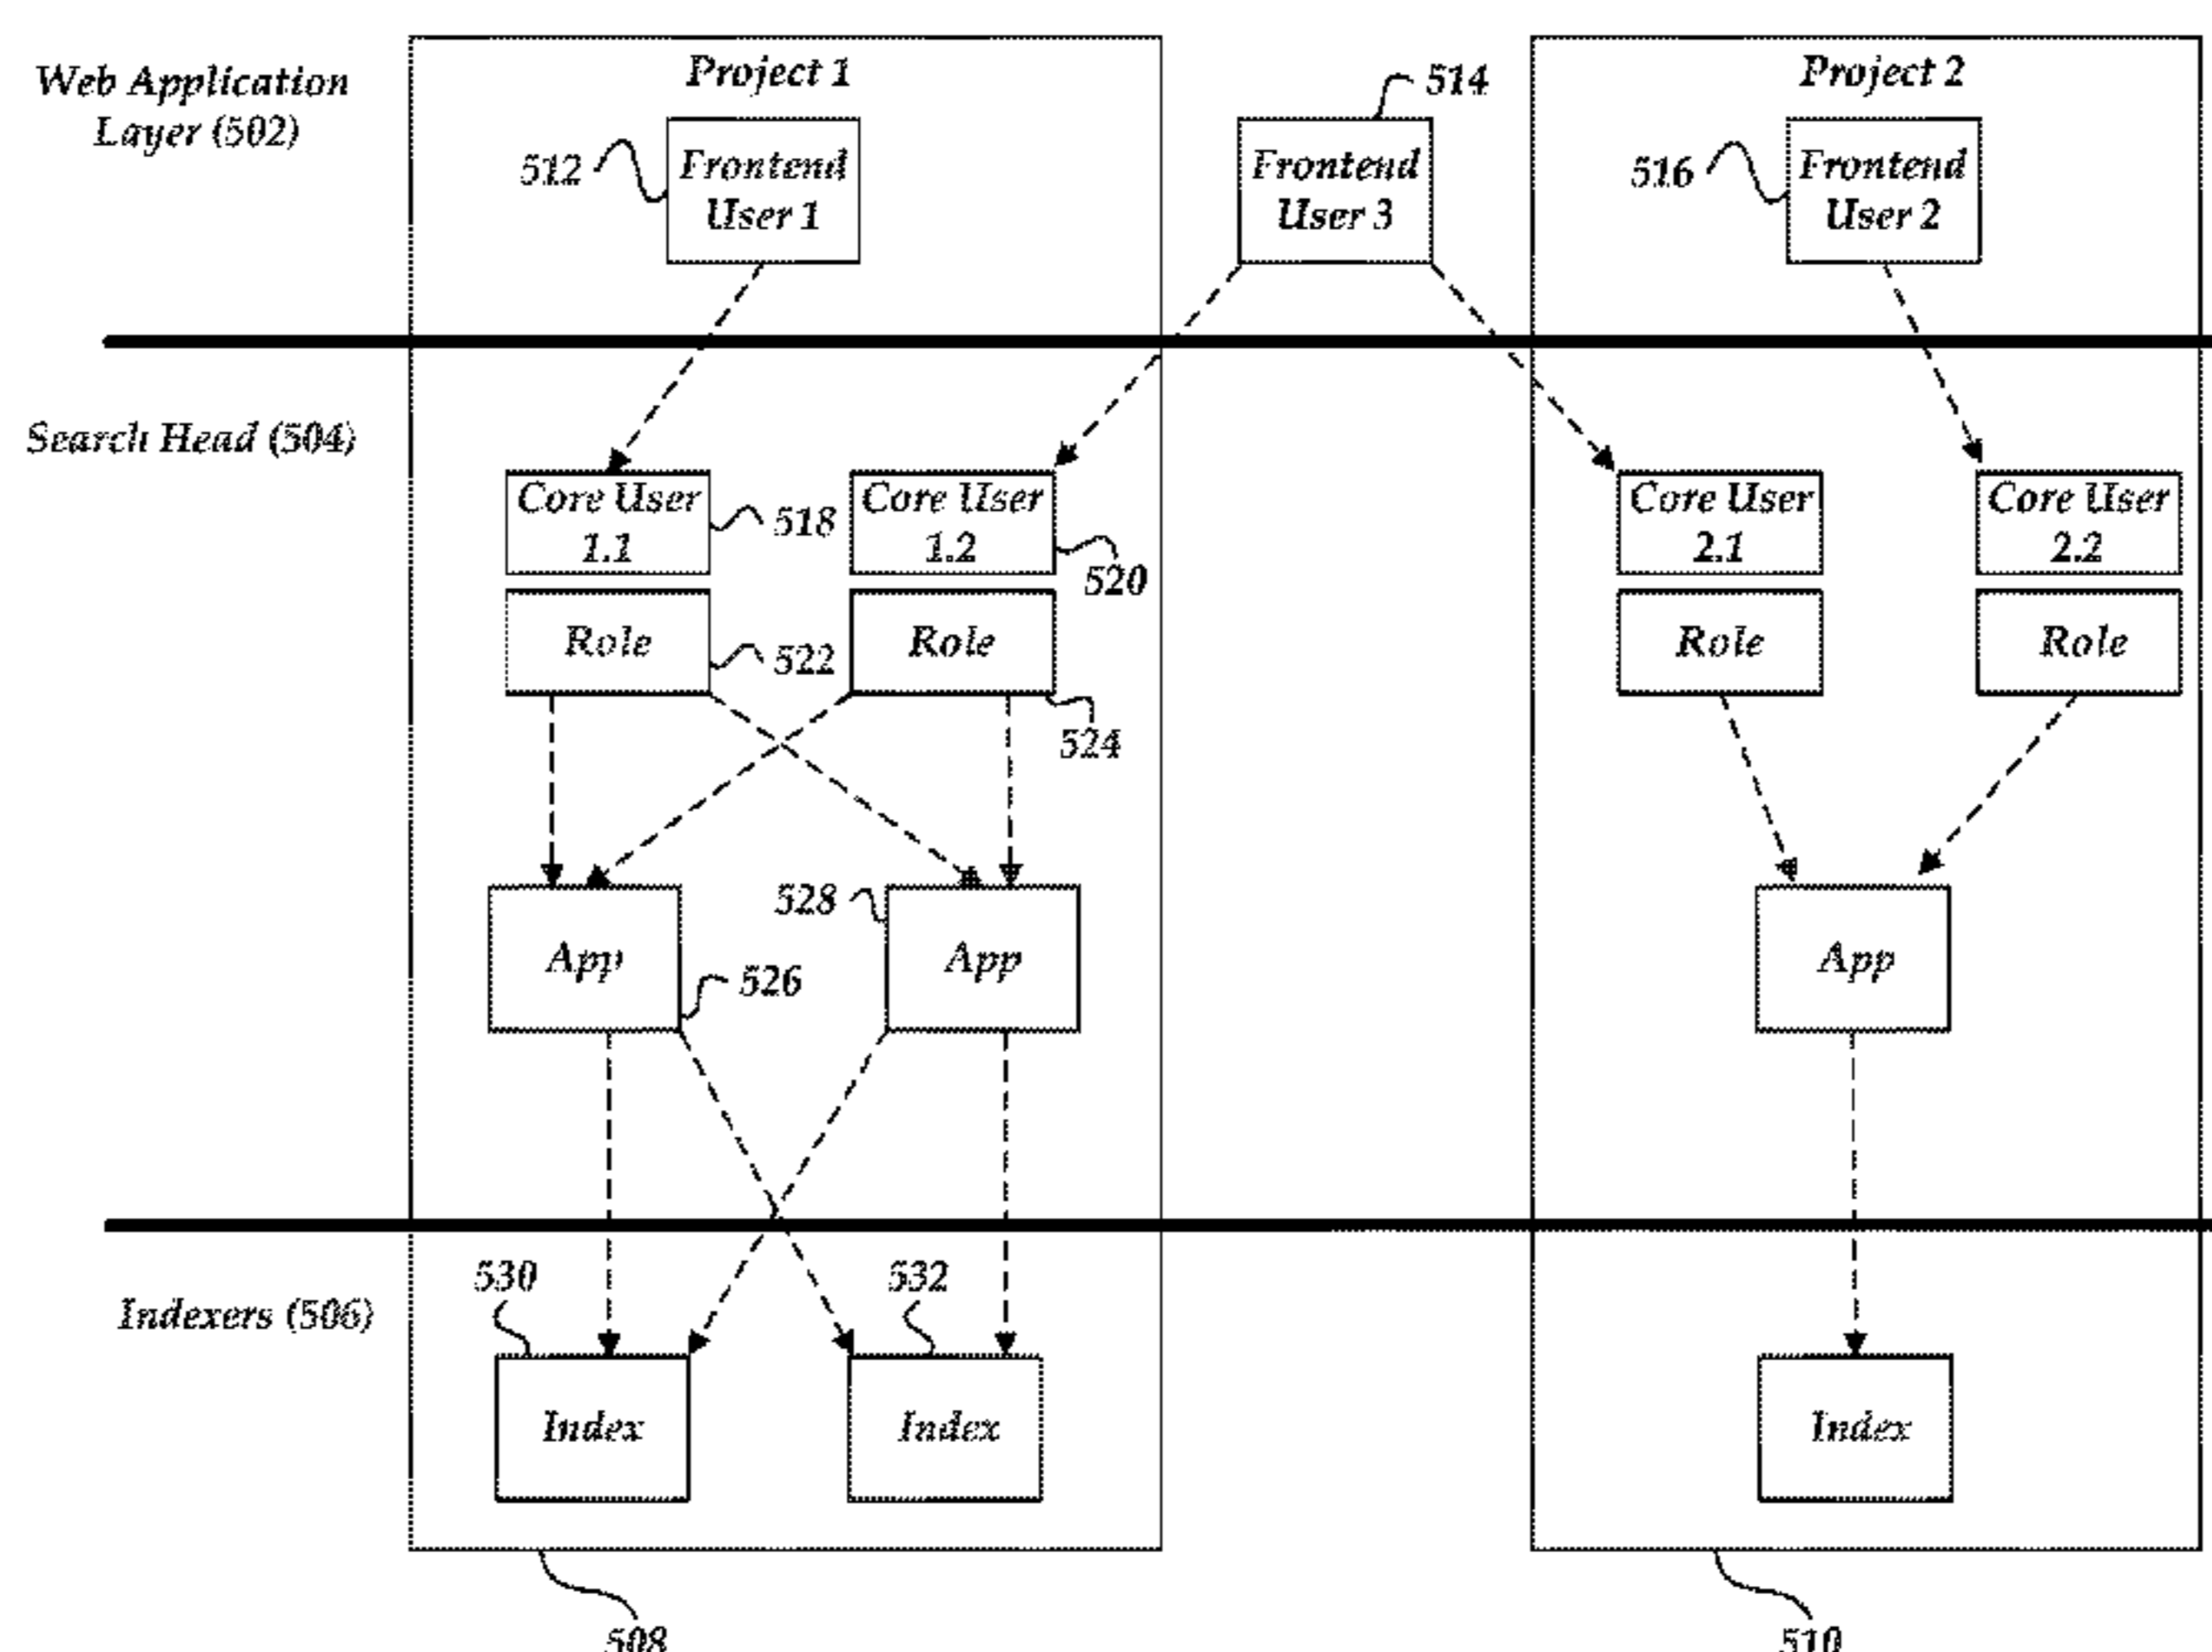 Web Application
Layer (502)
Project 1
512
Frontend
User 1
514
Frontend
User 3
Project 2
516
Frontend
User 2
Search Head (504)
Core User
1.1
518
Core User
1.2
520
Core User
2.1
Core User
2.2
Role
522
Role
524
Role
Role
App
526
528
App
App
Indexers (506)
530
532
Index
Index
Index
508
510